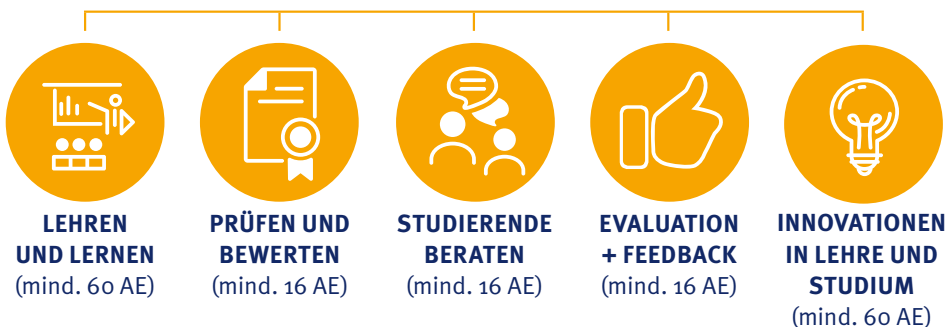 LEHREN
UND LERNEN
(mind. 60 AE)
PRÜFEN UND
BEWERTEN
(mind. 16 AE)
STUDIERENDE
BERATEN
(mind. 16 AE)
EVALUATION
+ FEEDBACK
(mind. 16 AE)
INNOVATIONEN
IN LEHRE UND
STUDIUM
(mind. 60 AE)